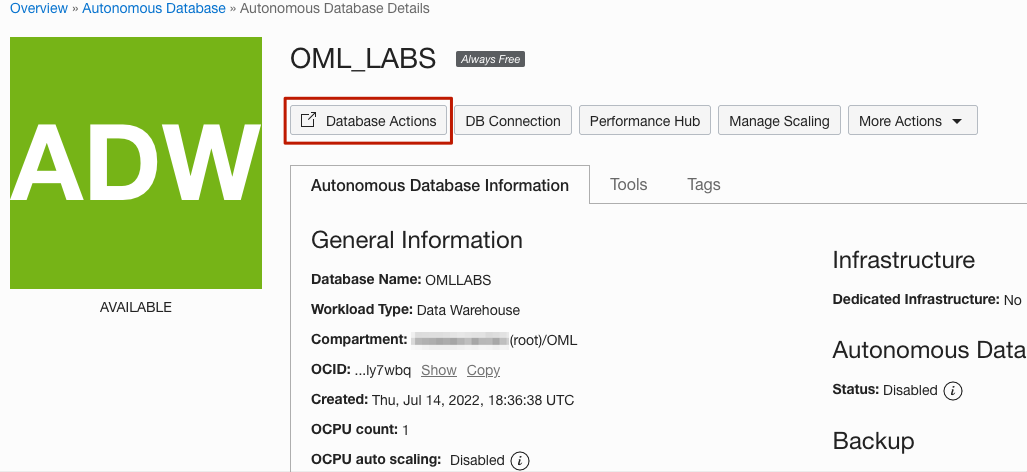 Overview » Autonomous Database » Autonomous Database Details
ADW
AVAILABLE
OML_LABS Always Free
Database Actions DB Connection Performance Hub Manage Scaling More Actions
Autonomous Database Information Tools Tags
General Information
Database Name: OMLLABS
Workload Type: Data Warehouse
Compartment: (root)/OML
OCID: ...ly7wbq Show Copy
Created: Thu, Jul 14, 2022, 18:36:38 UTC
OCPU count: 1
OCPU auto scaling: Disabled i
Infrastructure
Dedicated Infrastructure: No
Autonomous Data
Status: Disabled i
Backup